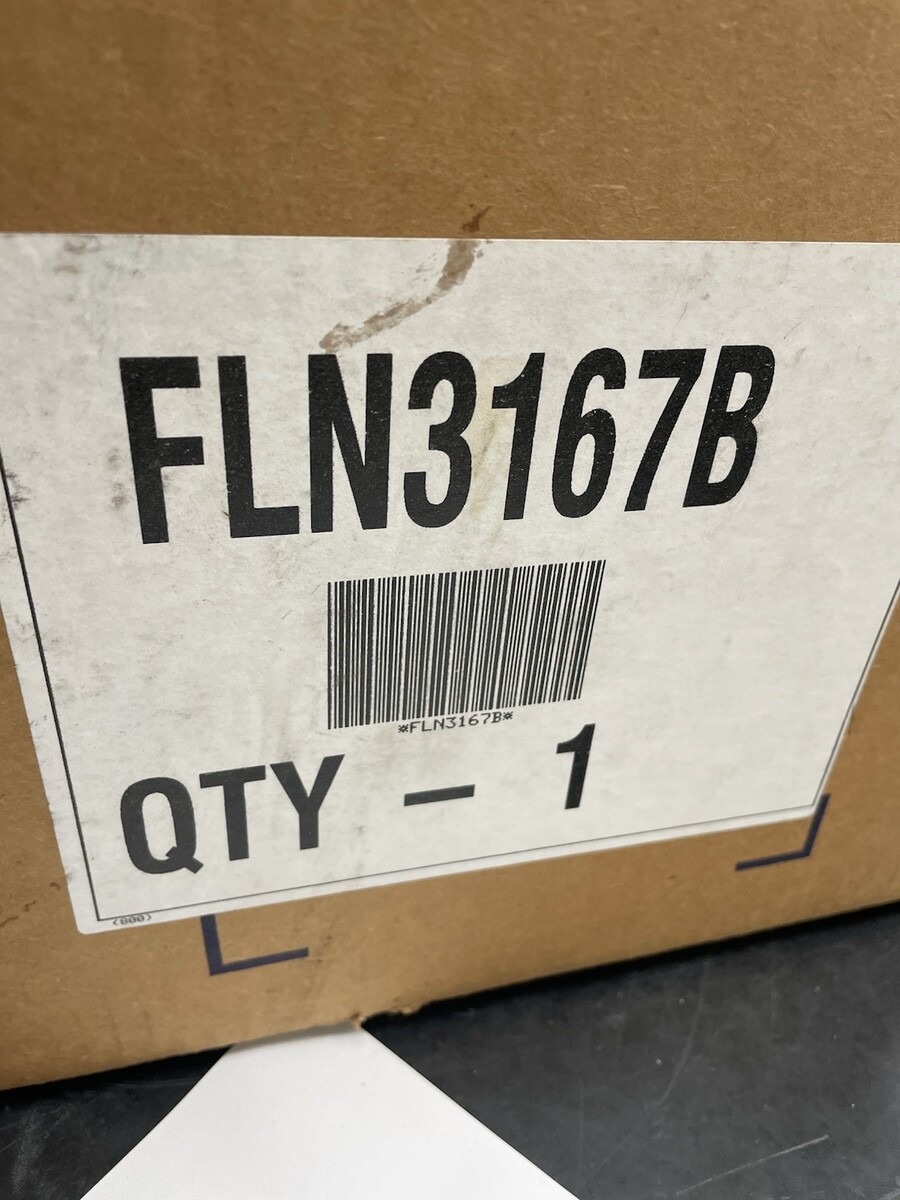 FLN3167B
*FLN3167B*
QTY - 1
(000)